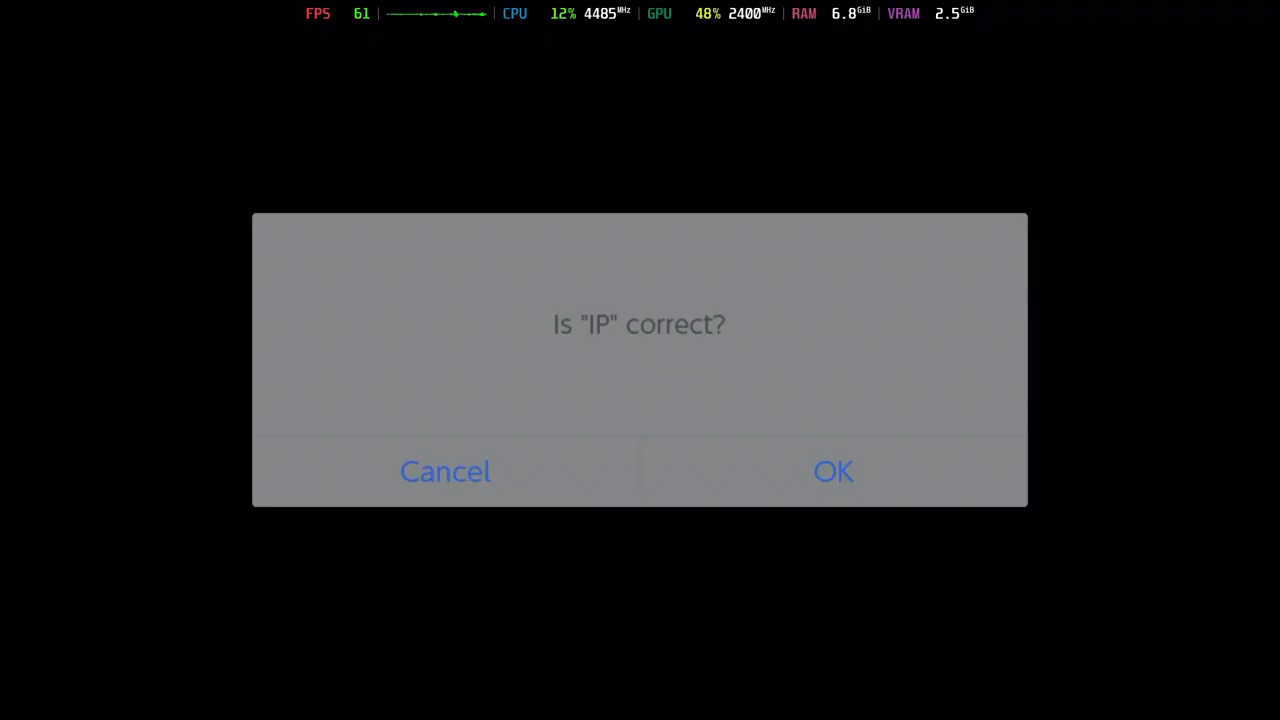 FPS 61 CPU 12% 4485MHz GPU 48% 2400MHz RAM 6.8GiB VRAM 2.5GiB
Is "IP" correct?
Cancel OK